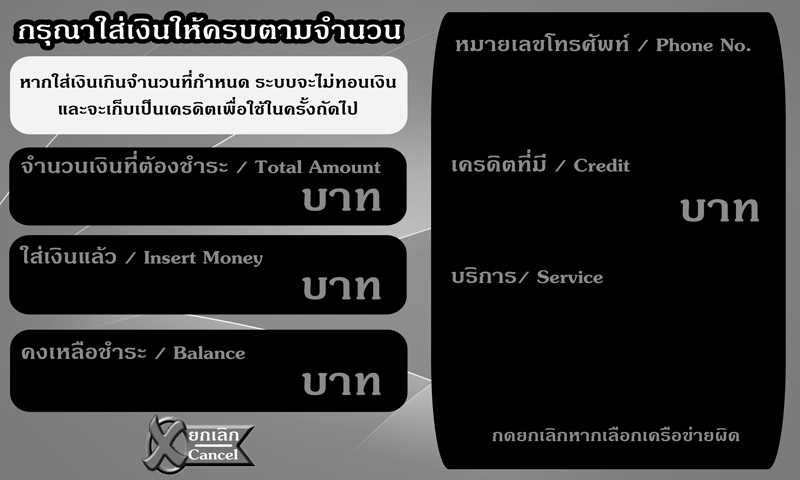 กรุณาใส่เงินให้ครบตามจำนวน
หากใส่เงินเกินจำนวนที่กำหนด ระบบจะไม่ทอนเงิน
และจะเก็บเป็นเครดิตเพื่อใช้ในครั้งถัดไป
จำนวนเงินที่ต้องชำระ / Total Amount
บาท
ใส่เงินแล้ว / Insert Money
บาท
คงเหลือชำระ / Balance
บาท
ยกเลิก
Cancel
หมายเลขโทรศัพท์ / Phone No.
เครดิตที่มี / Credit
บาท
บริการ/ Service
กดยกเลิกหากเลือกเครือข่ายผิด